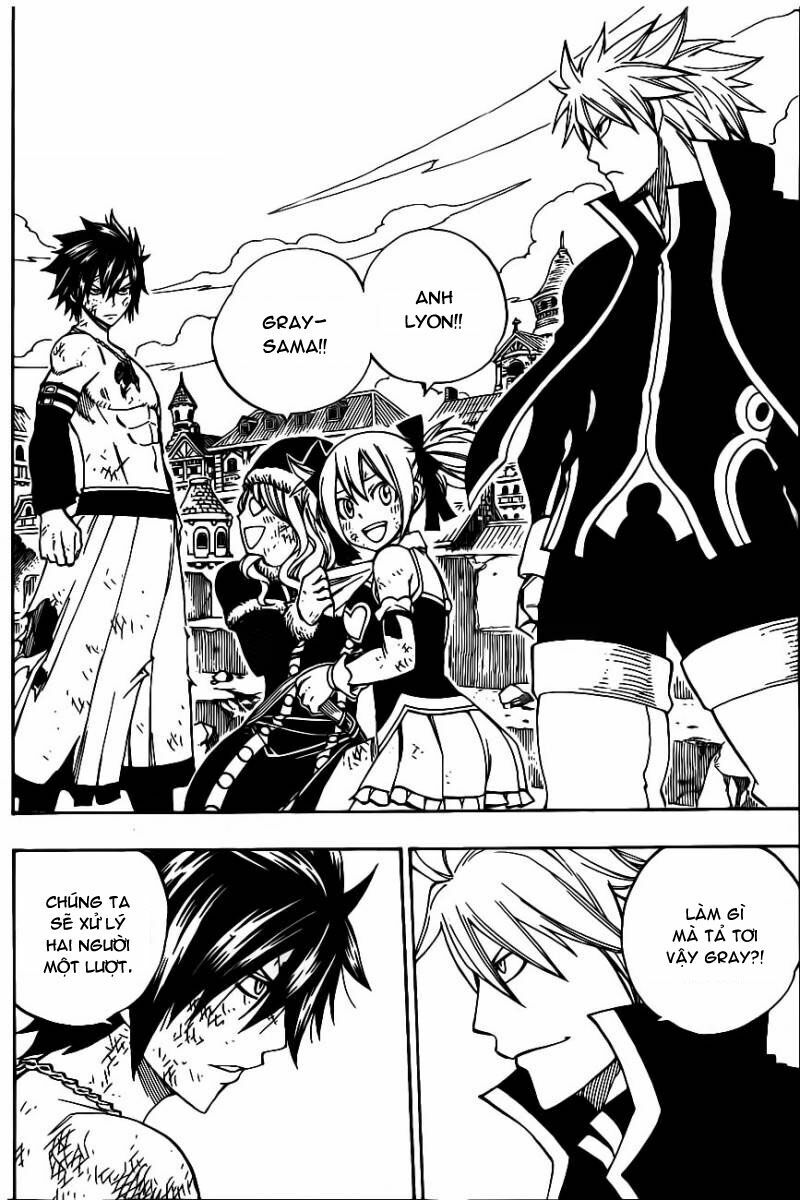 ANH
LYON!!
GRAY-
SAMA!!
LÀM GÌ
MÀ TẢ TƠI
VẬY GRAY?!
CHÚNG TA
SẼ XỬ LÝ
HAI NGƯỜI
MỘT LƯỢT.